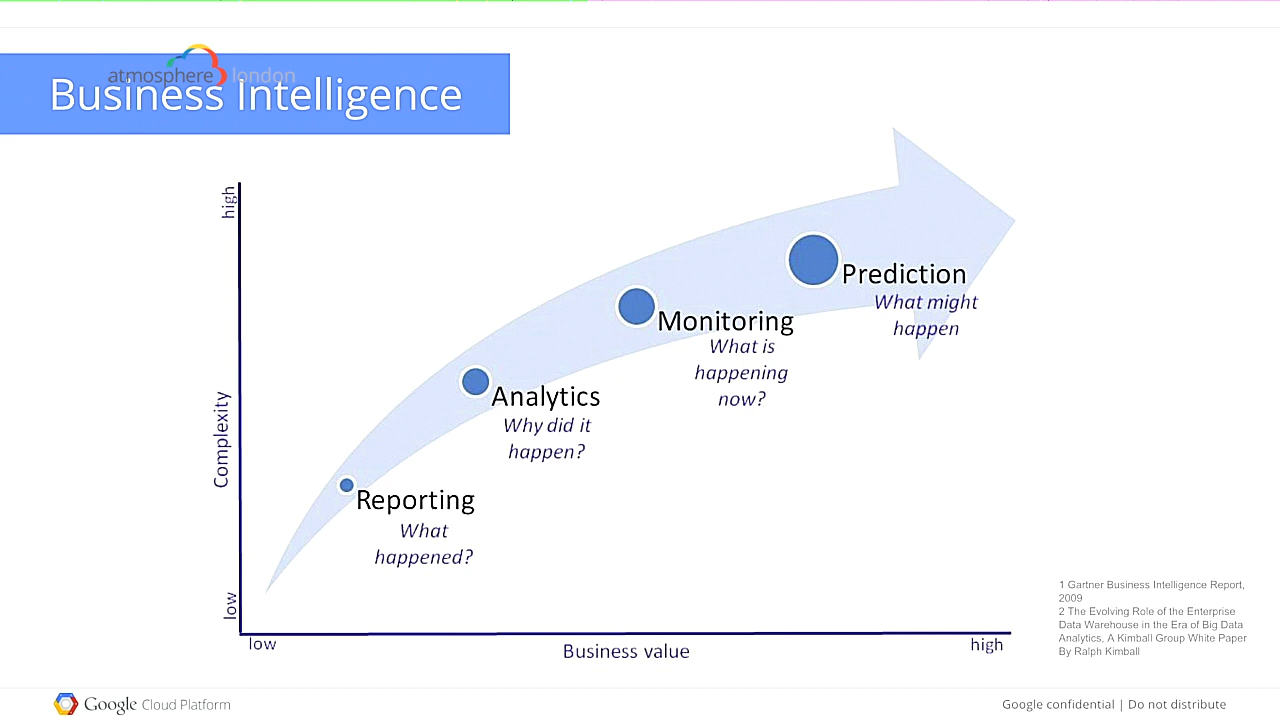 atmosphere london
Business Intelligence
high
Complexity
low
Prediction
What might
happen
Monitoring
What is
happening
now?
Analytics
Why did it
happen?
Reporting
What
happened?
low
Business value
high
1 Gartner Business Intelligence Report,
2009
2 The Evolving Role of the Enterprise
Data Warehouse in the Era of Big Data
Analytics, A Kimball Group White Paper
By Ralph Kimball
Google Cloud Platform
Google confidential | Do not distribute